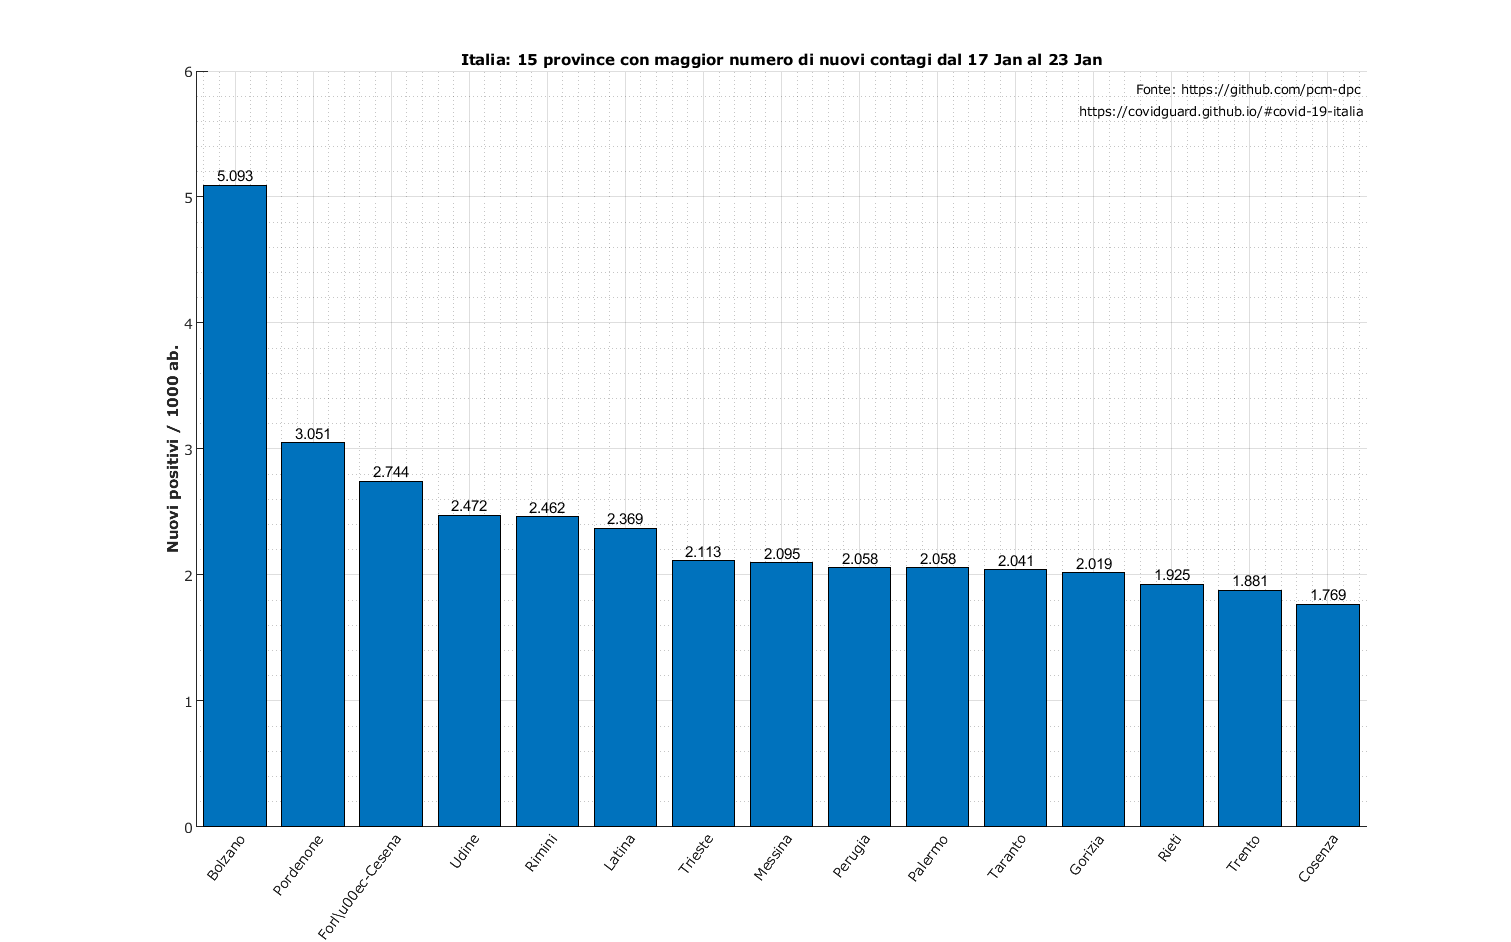 Italia: 15 province con maggior numero di nuovi contagi dal 17 Jan al 23 Jan
Fonte: https://github.com/pcm-dpc
https://covidguard.github.io/#covid-19-italia
Nuovi positivi / 1000 ab.
6
5
4
3
2
1
0
5.093
3.051
2.744
2.472
2.462
2.369
2.113
2.095
2.058
2.058
2.041
2.019
1.925
1.881
1.769
Bolzano
Pordenone
Forl\u00ec-Cesena
Udine
Rimini
Latina
Trieste
Messina
Perugia
Palermo
Taranto
Gorizia
Rieti
Trento
Cosenza